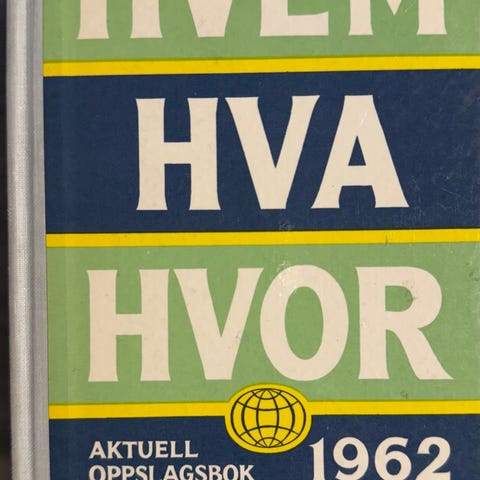 HVEM
HVA
HVOR
AKTUELL
OPPSLAGSBOK
1962